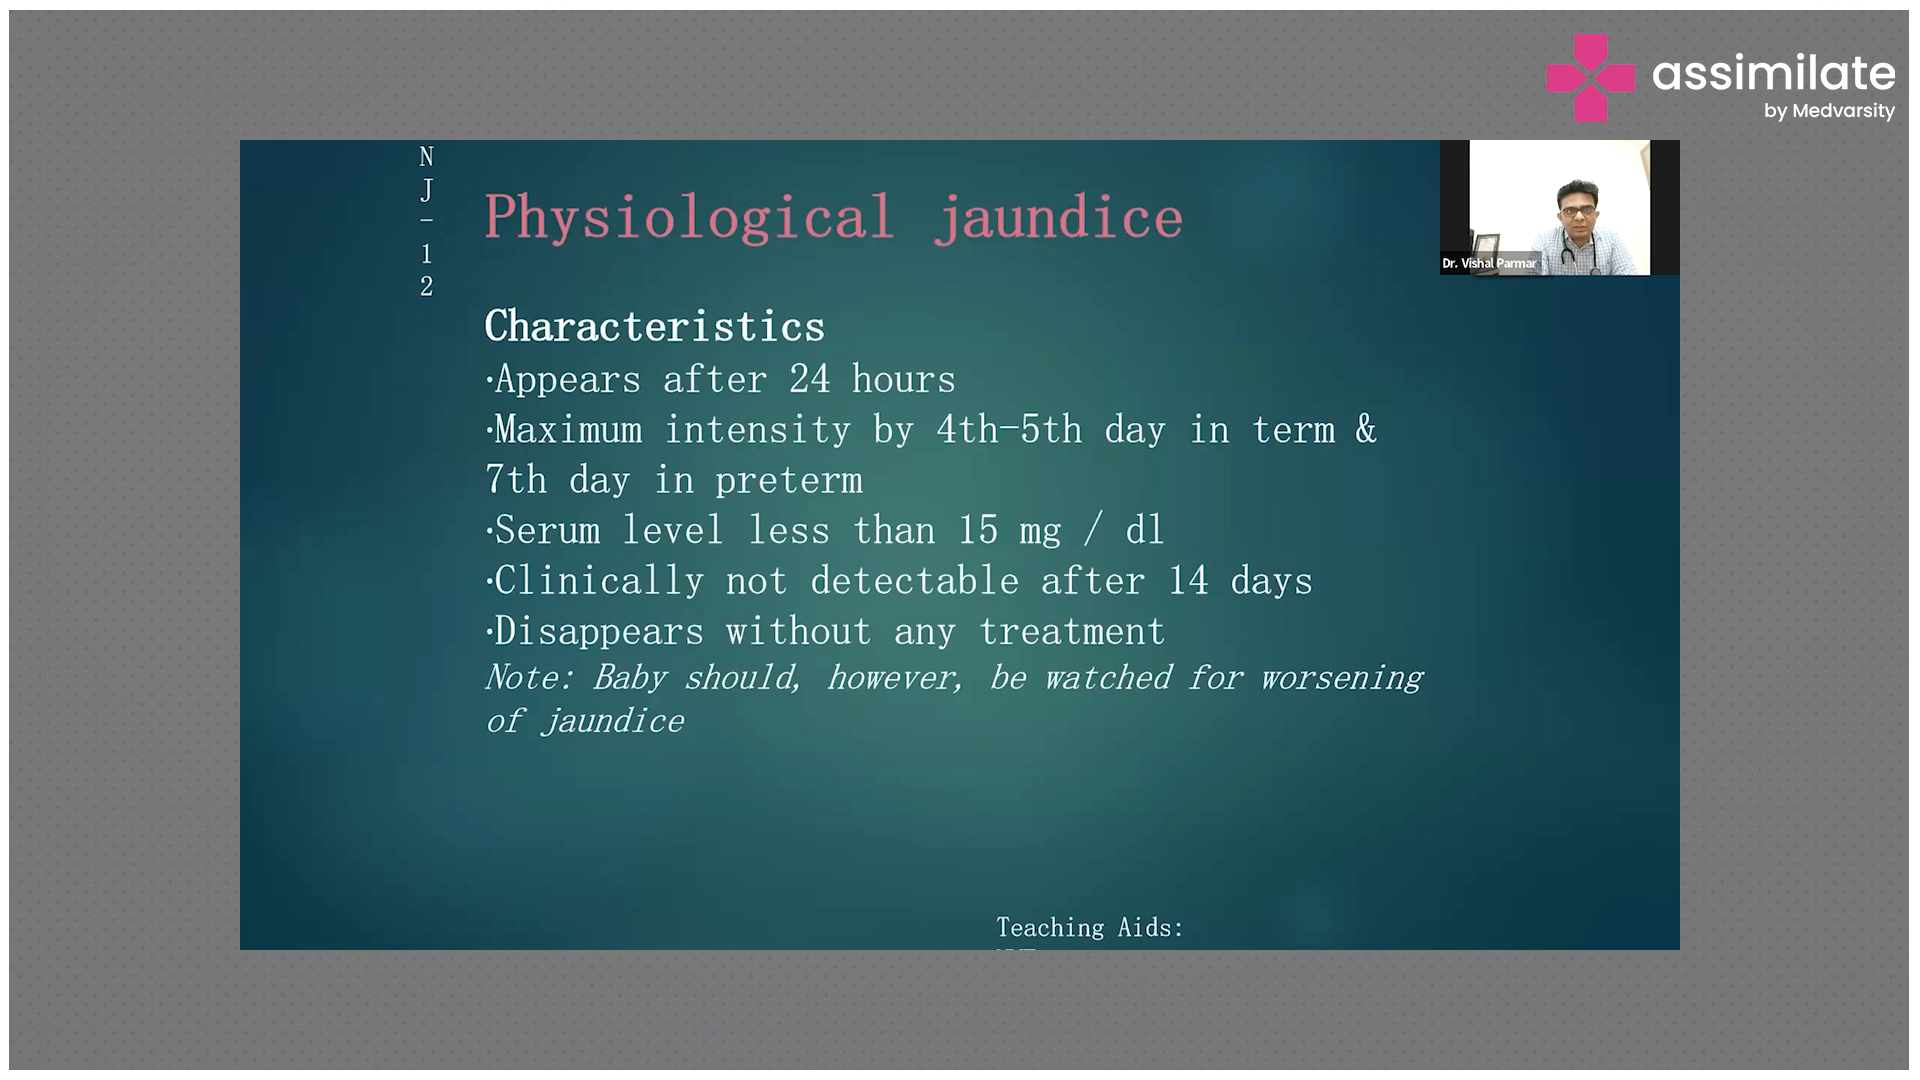 assimilate
by Medvarsity
N
J
-
1
2
Physiological jaundice
Dr. Vishal Parmar
Characteristics
·Appears after 24 hours
·Maximum intensity by 4th-5th day in term &
7th day in preterm
·Serum level less than 15 mg / dl
·Clinically not detectable after 14 days
·Disappears without any treatment
Note: Baby should, however, be watched for worsening
of jaundice
Teaching Aids: